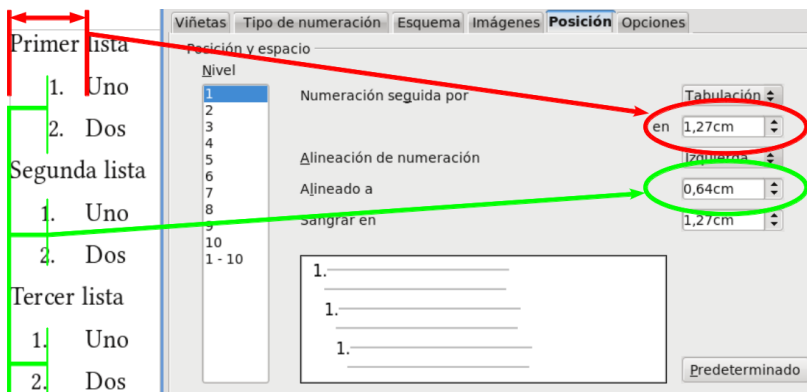 Primer lista
1. Uno
2. Dos
Segunda lista
1. Uno
2. Dos
Tercer lista
1. Uno
2. Dos
Viñetas Tipo de numeración Esquema Imágenes Posición Opciones
Posición y espacio
Nivel
1
2
3
4
5
6
7
8
9
10
1 - 10
Numeración seguida por Tabulación
en 1,27cm
Alineación de numeración Izquierda
Alineado a 0,64cm
Sangrar en 1,27cm
1.
1.
1.
Predeterminado